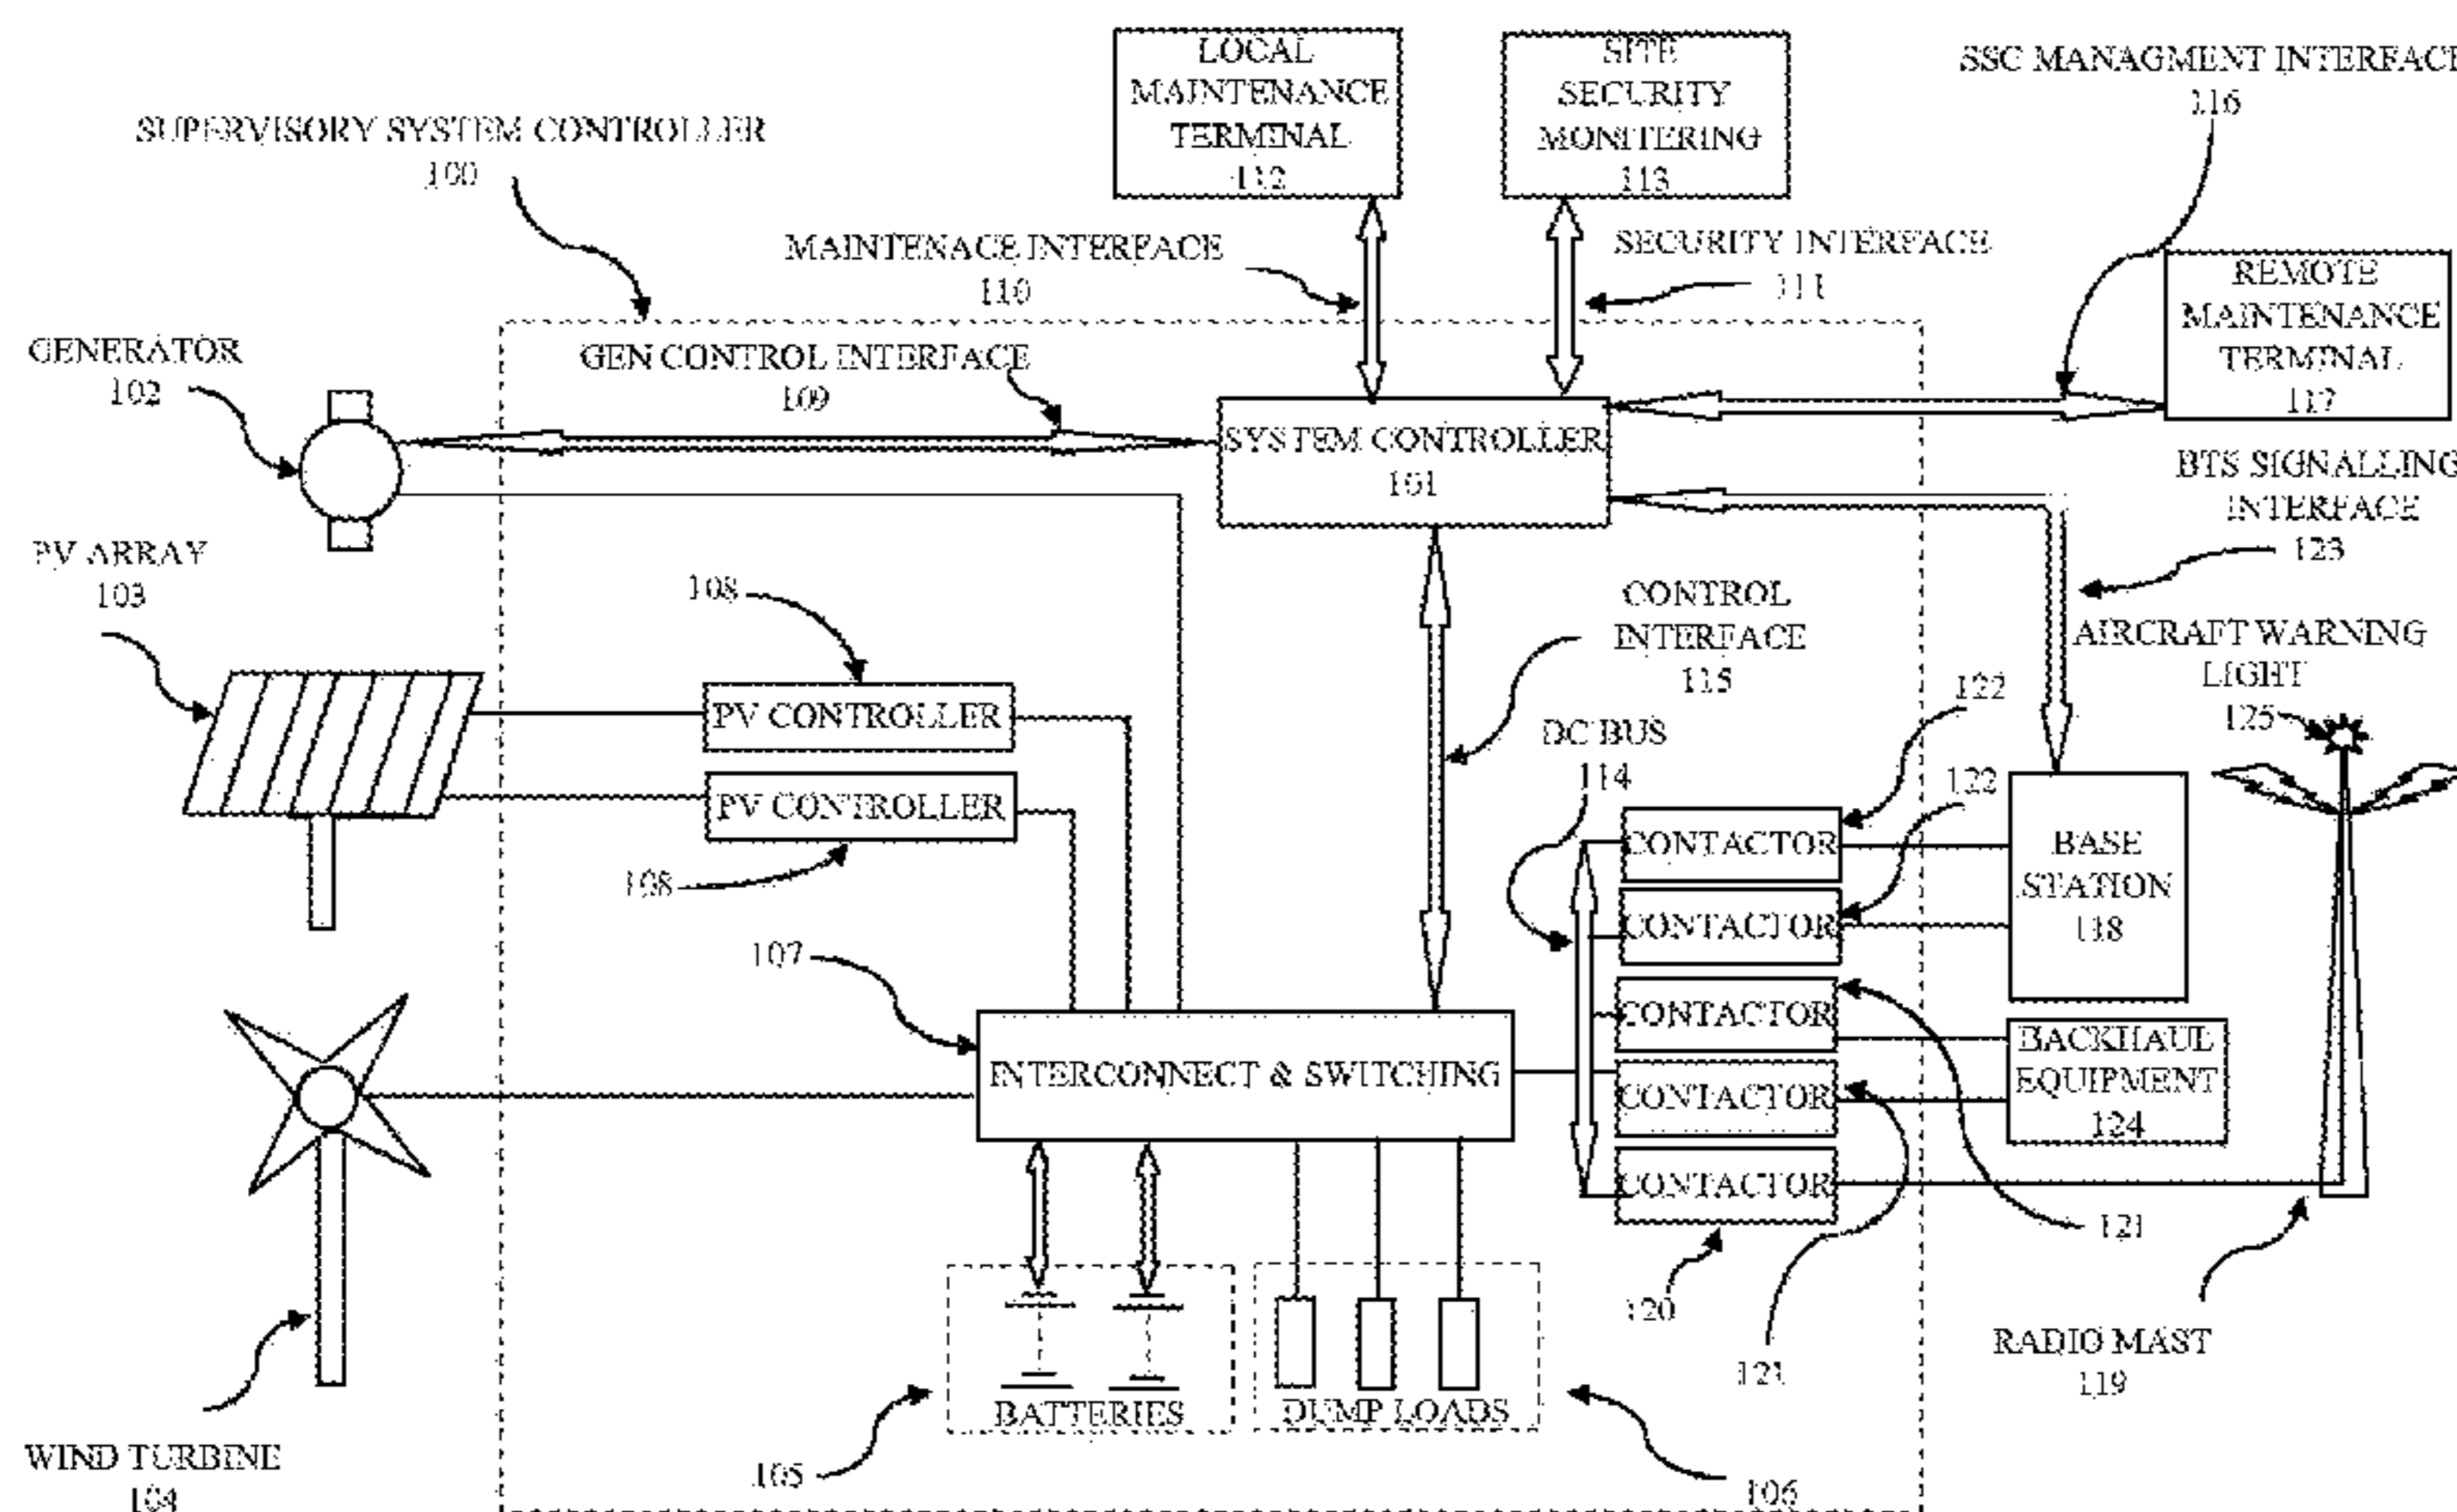 LOCAL
MAINTENANCE
TERMINAL
112
SITE
SECURITY
MONITERING
113
SSC MANAGMENT INTERFACE
116
SUPERVISORY SYSTEM CONTROLLER
100
MAINTENACE INTERFACE
110
SECURITY INTERFACE
111
REMOTE
MAINTENANCE
TERMINAL
117
GENERATOR
102
GEN CONTROL INTERFACE
109
SYSTEM CONTROLLER
101
BTS SIGNALLING
INTERFACE
123
PV ARRAY
103
108
PV CONTROLLER
PV CONTROLLER
108
CONTROL
INTERFACE
115
AIRCRAFT WARNING
LIGHT
125
DC BUS
114
122
122
CONTACTOR
CONTACTOR
CONTACTOR
CONTACTOR
CONTACTOR
BASE
STATION
118
107
INTERCONNECT & SWITCHING
BACKHAUL
EQUIPMENT
124
121
120
121
RADIO MAST
119
BATTERIES
DUMP LOADS
105
106
WIND TURBINE
104